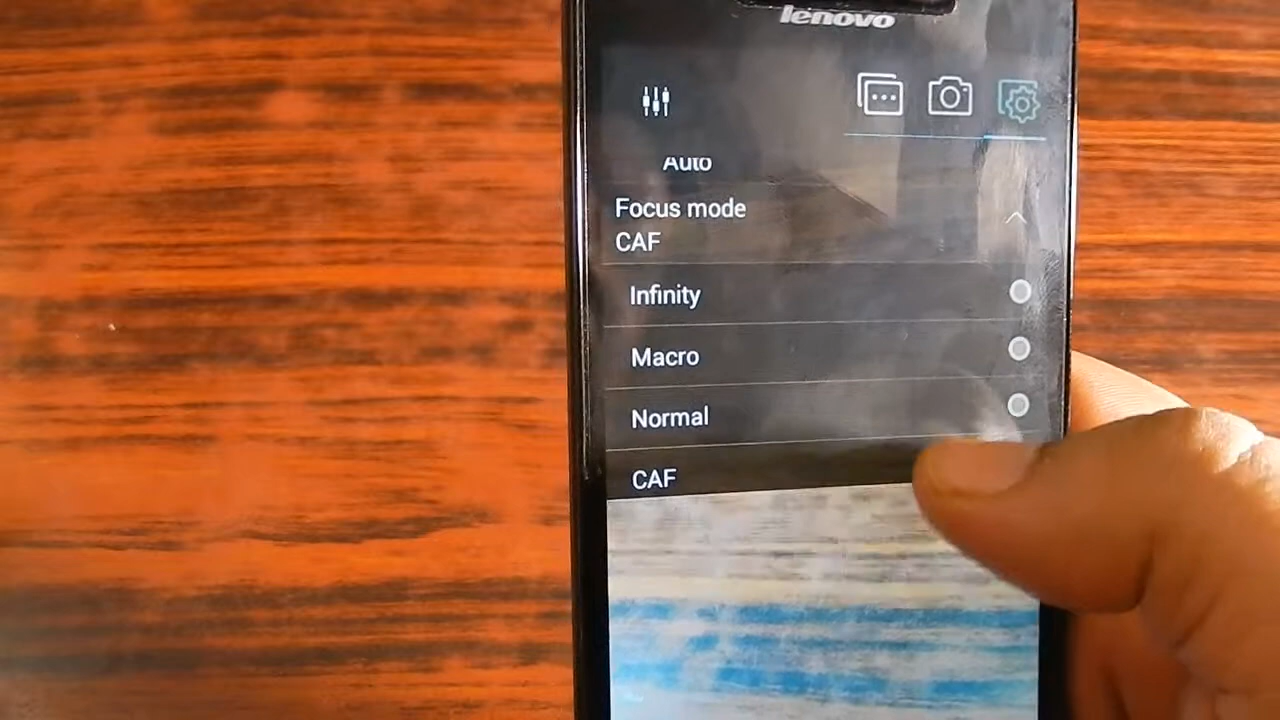 lenovo
Auto
Focus mode
CAF
Infinity
Macro
Normal
CAF